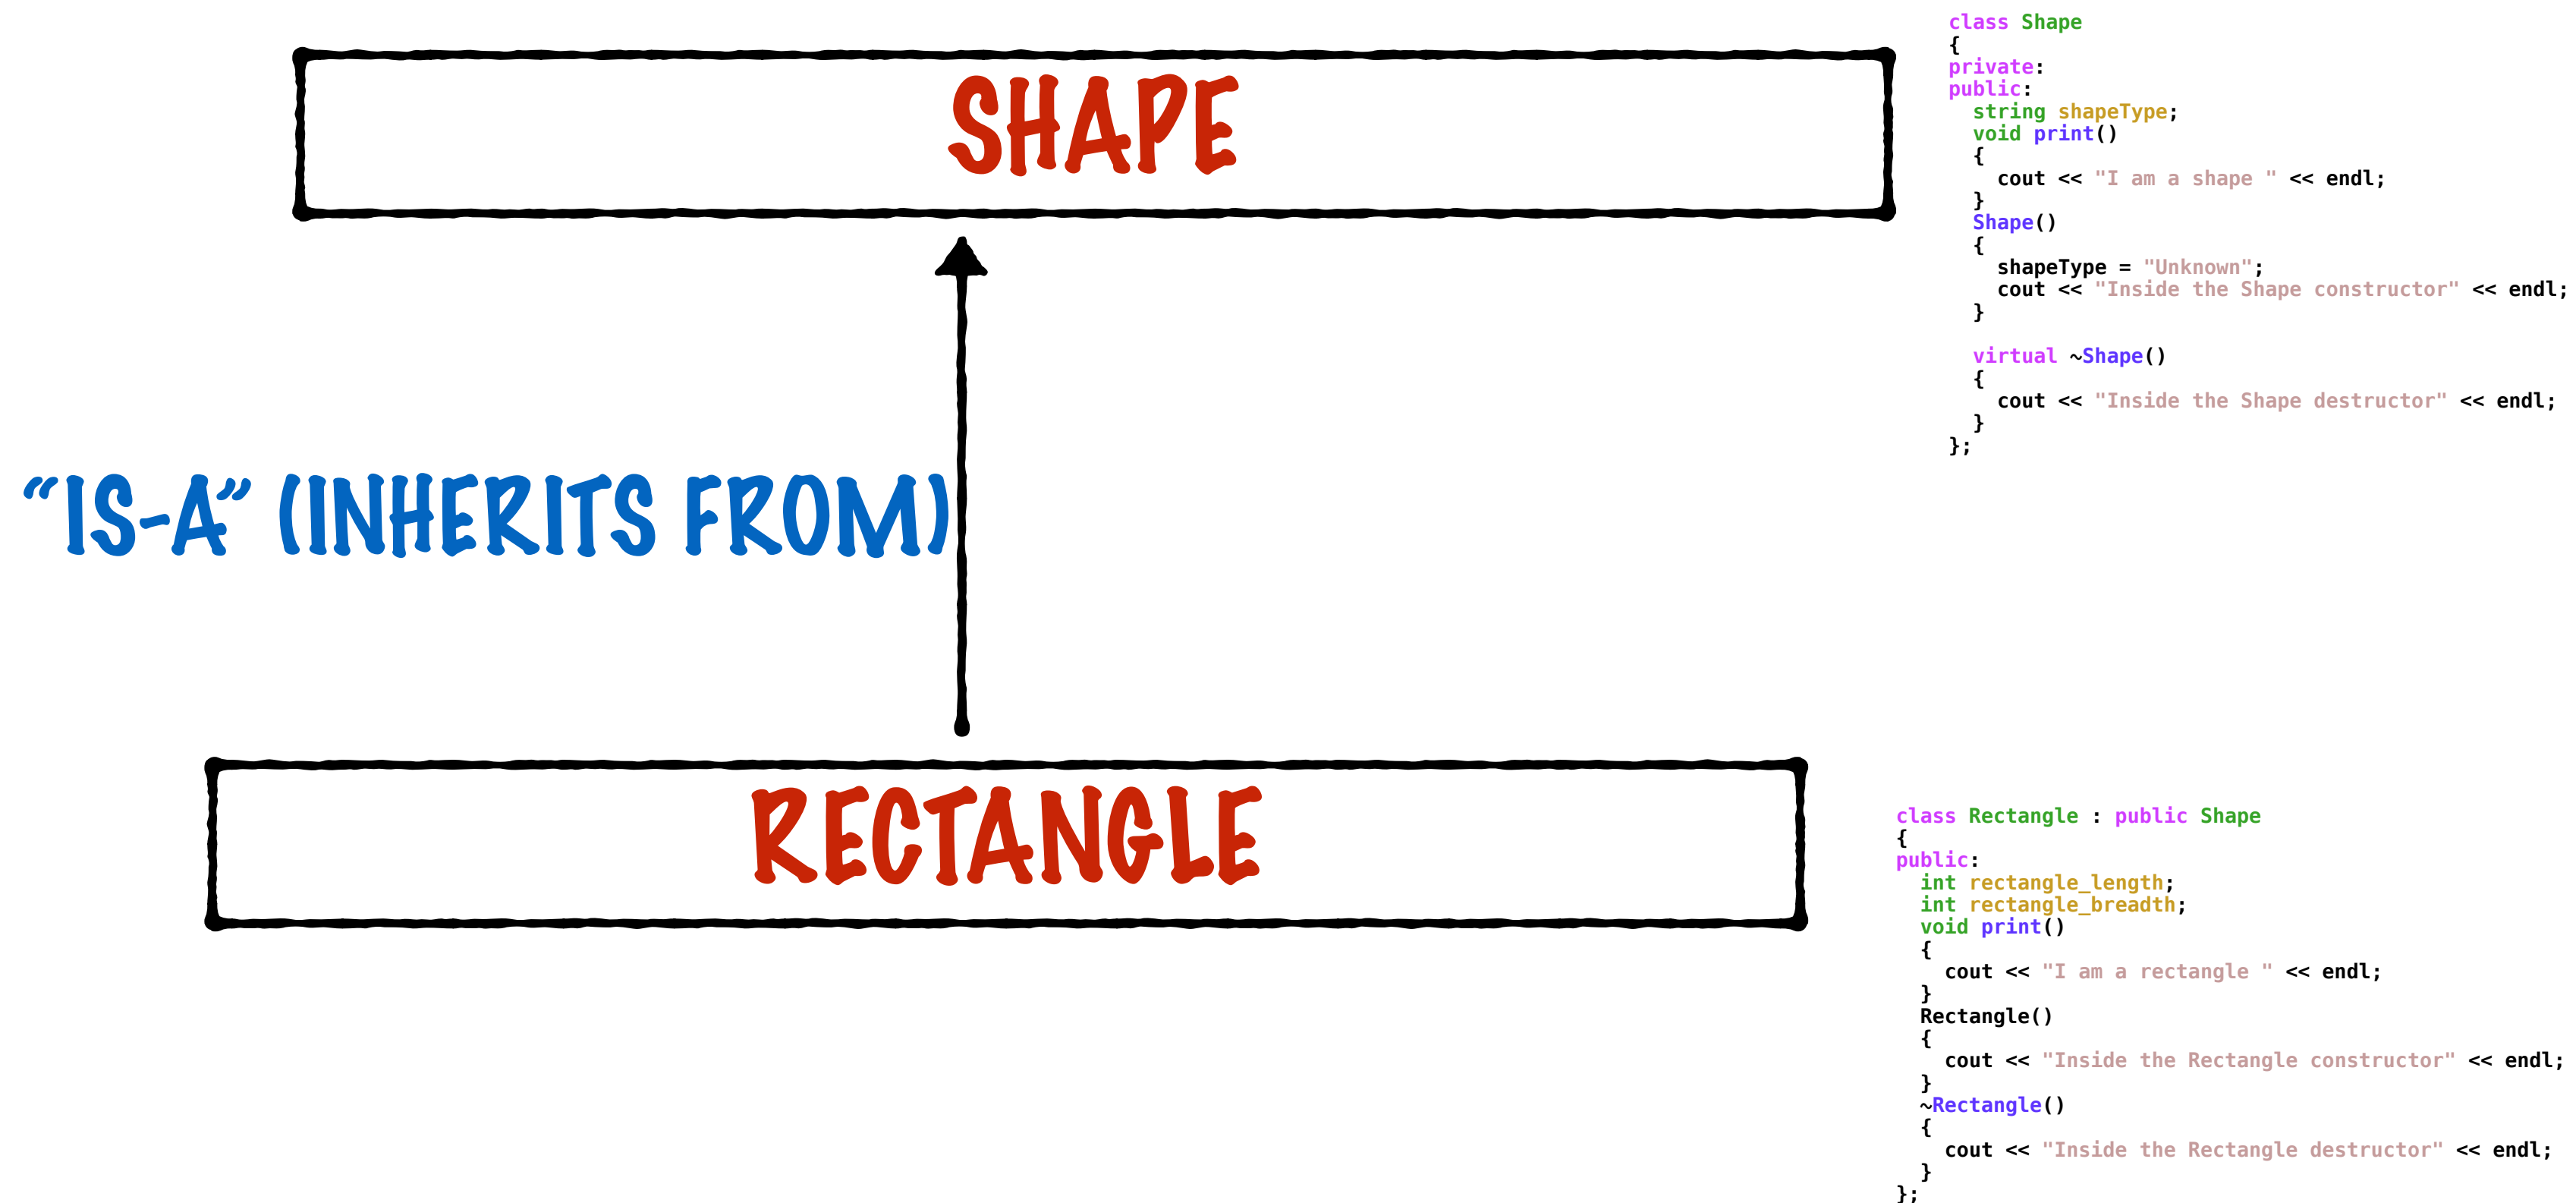 SHAPE
class Shape
{
private:
public:
  string shapeType;
  void print()
  {
    cout << "I am a shape " << endl;
  }
  Shape()
  {
    shapeType = "Unknown";
    cout << "Inside the Shape constructor" << endl;
  }

  virtual ~Shape()
  {
    cout << "Inside the Shape destructor" << endl;
  }
};
“IS-A” (INHERITS FROM)
RECTANGLE
class Rectangle : public Shape
{
public:
  int rectangle_length;
  int rectangle_breadth;
  void print()
  {
    cout << "I am a rectangle " << endl;
  }
  Rectangle()
  {
    cout << "Inside the Rectangle constructor" << endl;
  }
  ~Rectangle()
  {
    cout << "Inside the Rectangle destructor" << endl;
  }
};